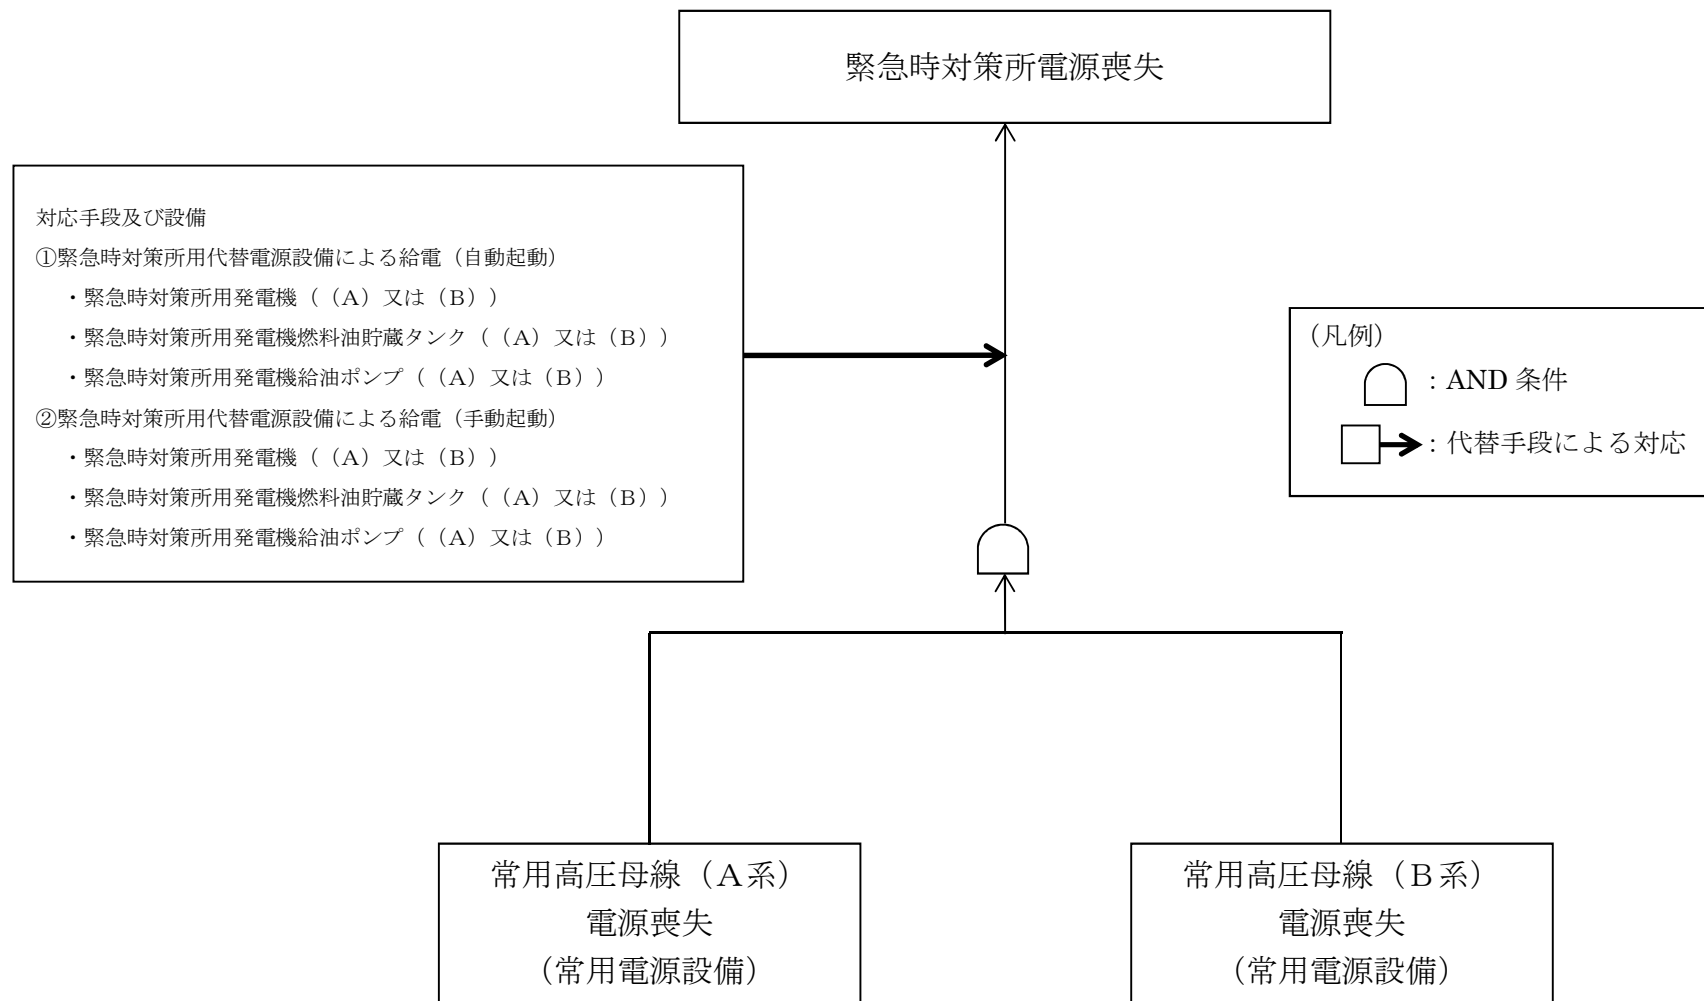 緊急時対策所電源喪失
対応手段及び設備
①緊急時対策所用代替電源設備による給電（自動起動）
・緊急時対策所用発電機（（A）又は（B））
・緊急時対策所用発電機燃料油貯蔵タンク（（A）又は（B））
・緊急時対策所用発電機給油ポンプ（（A）又は（B））
②緊急時対策所用代替電源設備による給電（手動起動）
・緊急時対策所用発電機（（A）又は（B））
・緊急時対策所用発電機燃料油貯蔵タンク（（A）又は（B））
・緊急時対策所用発電機給油ポンプ（（A）又は（B））
（凡例）
：AND 条件
：代替手段による対応
常用高圧母線（A系）
電源喪失
（常用電源設備）
常用高圧母線（B系）
電源喪失
（常用電源設備）